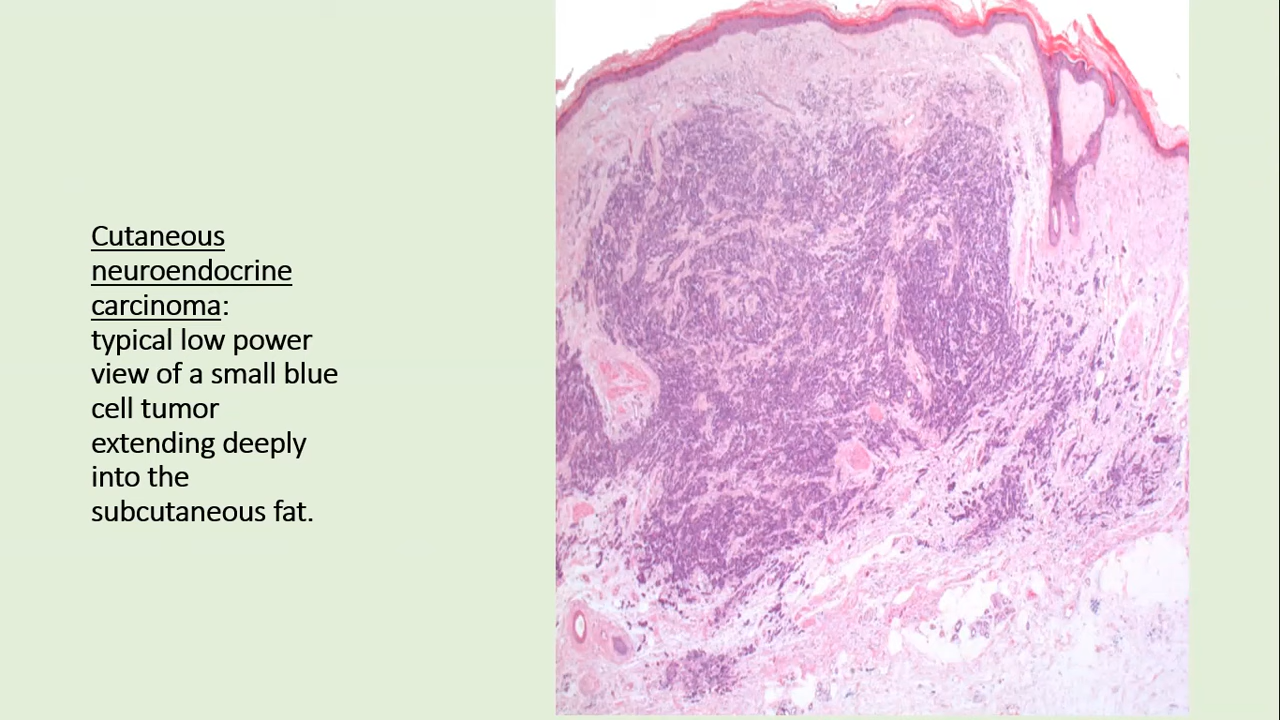 Cutaneous
neuroendocrine
carcinoma:
typical low power
view of a small blue
cell tumor
extending deeply
into the
subcutaneous fat.